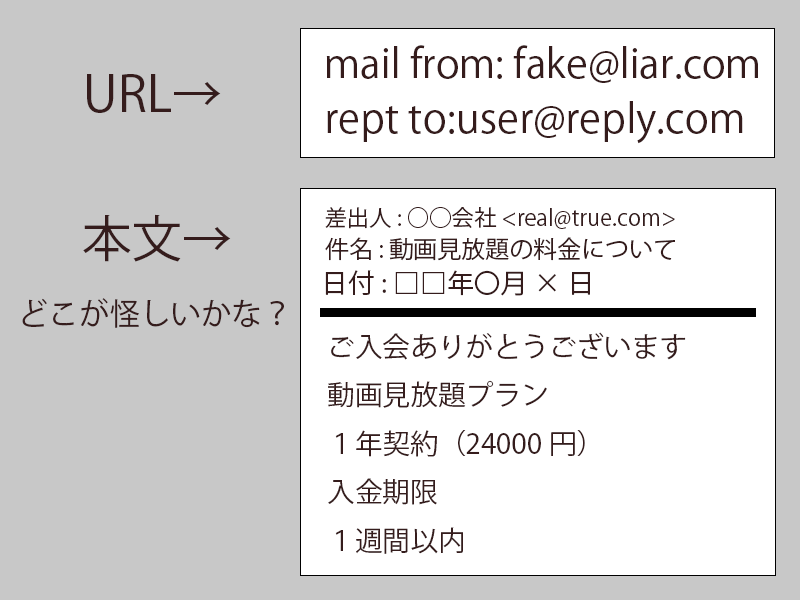 URL→
mail from: fake@liar.com
rept to:user@reply.com
本文→
どこが怪しいかな？
差出人 : 〇〇会社 <real@true.com>
件名 : 動画見放題の料金について
日付 : □□年〇月 × 日
ご入会ありがとうございます
動画見放題プラン
１年契約（24000 円）
入金期限
１週間以内